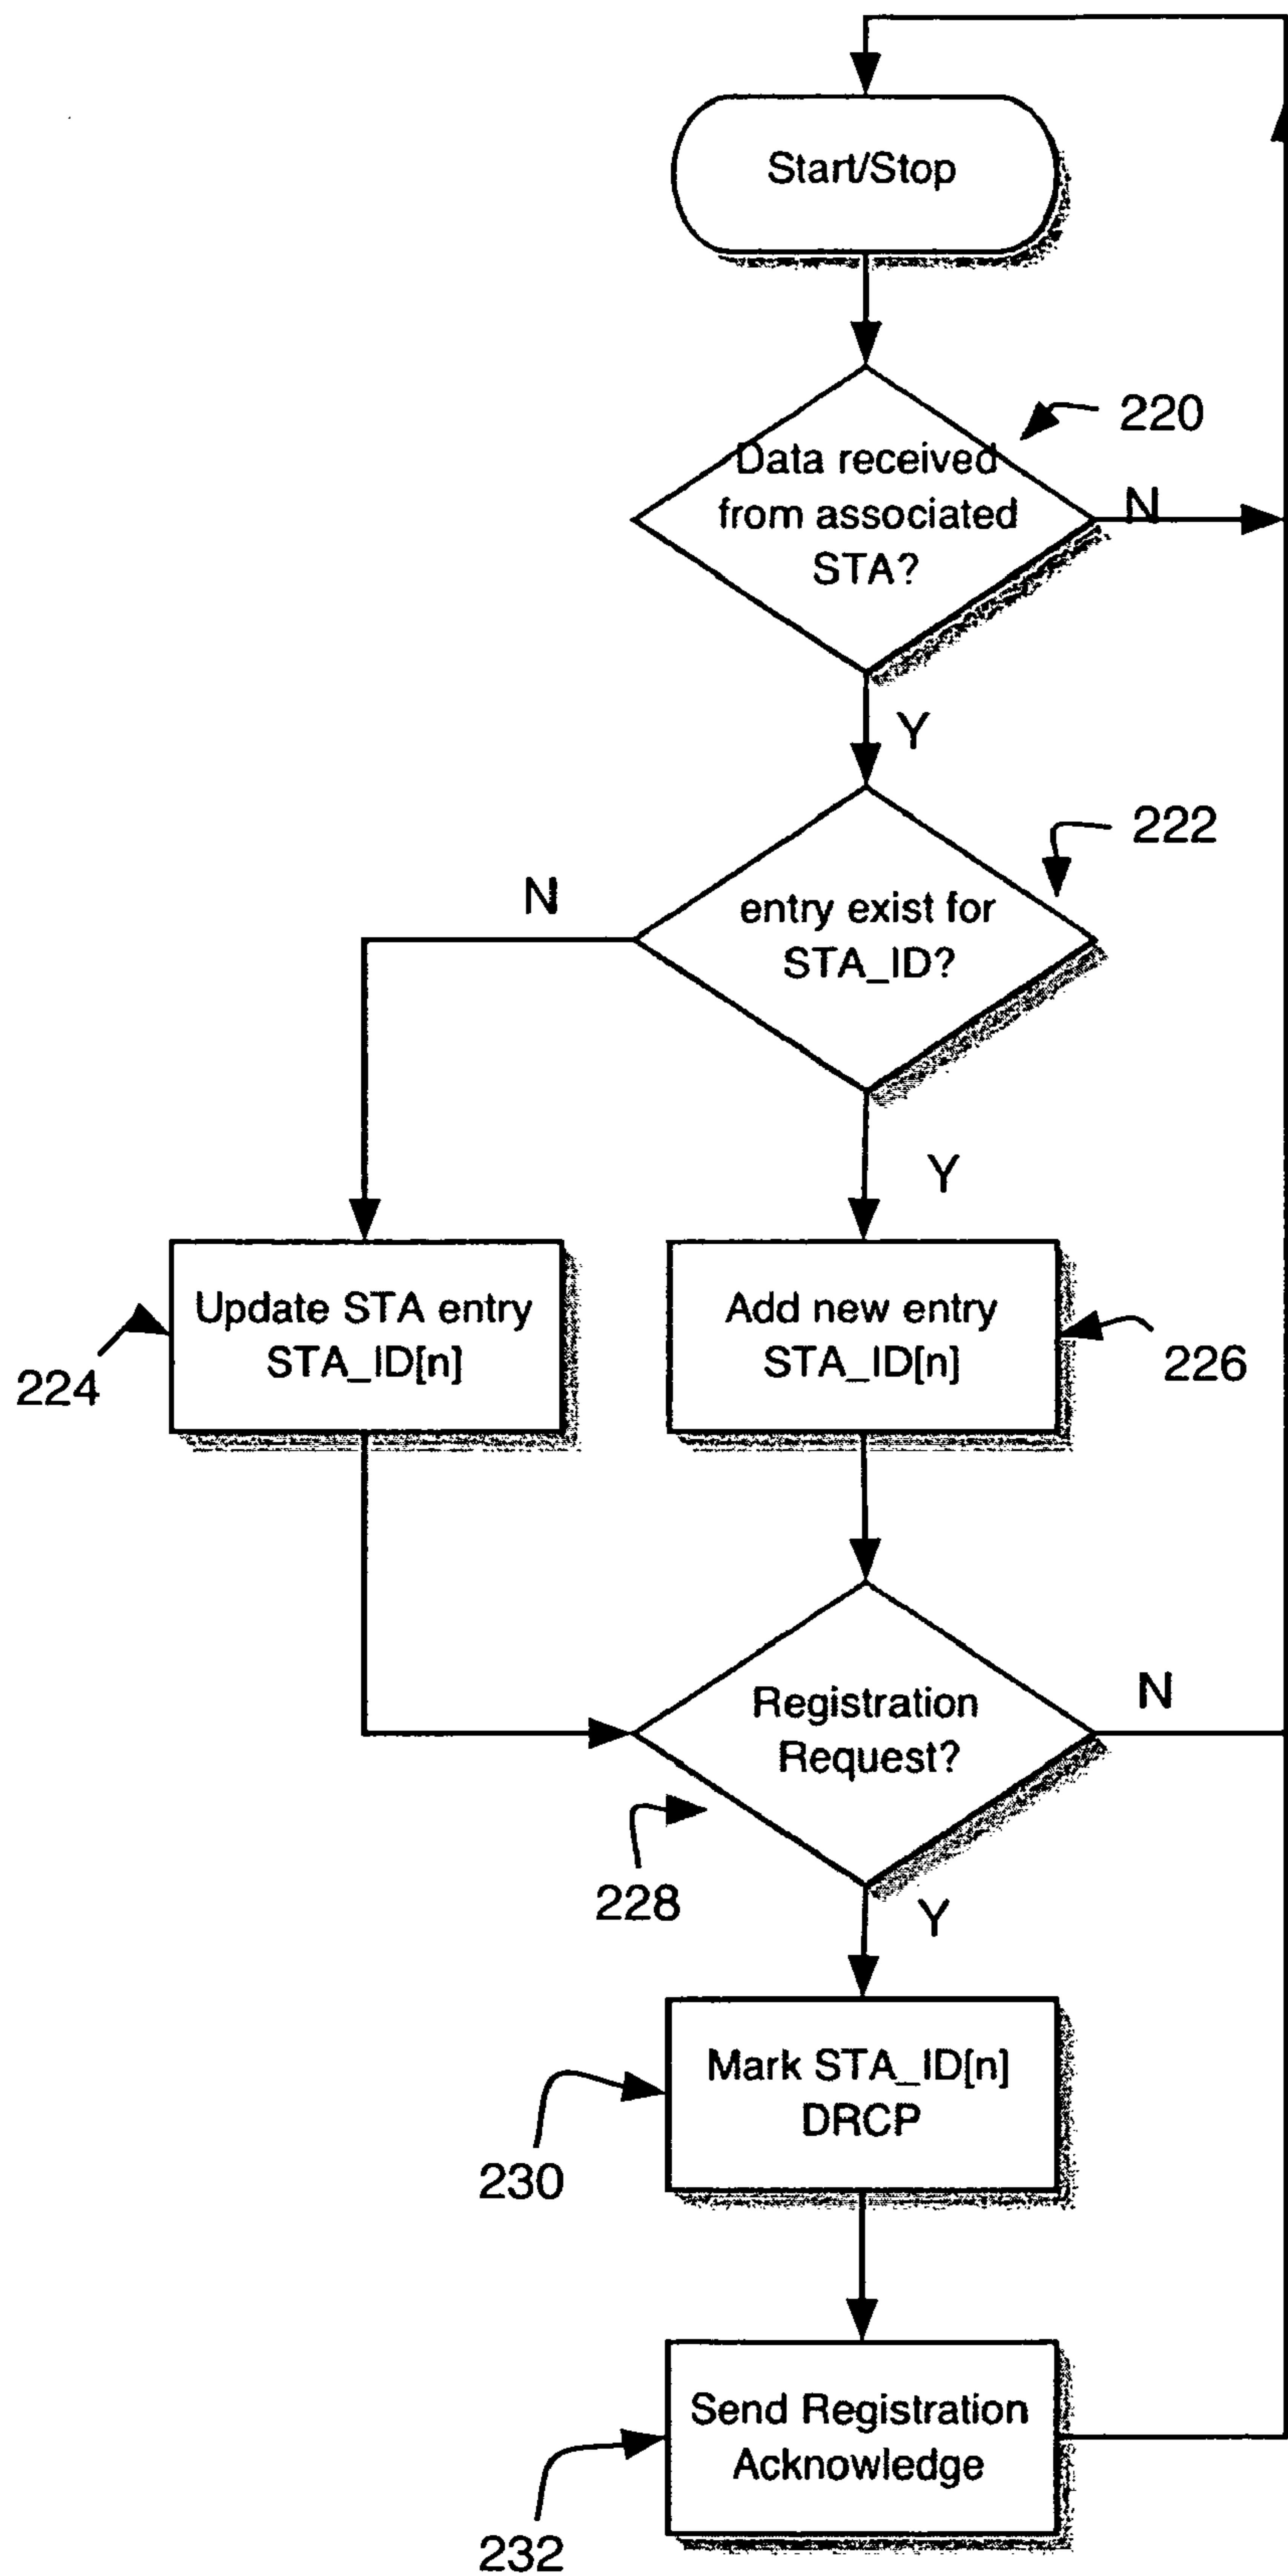 Start/Stop
220
Data received
from associated
STA?
N
Y
222
entry exist for
STA_ID?
N
Y
Update STA entry
STA_ID[n]
224
Add new entry
STA_ID[n]
226
Registration
Request?
N
228
Y
Mark STA_ID[n]
DRCP
230
Send Registration
Acknowledge
232